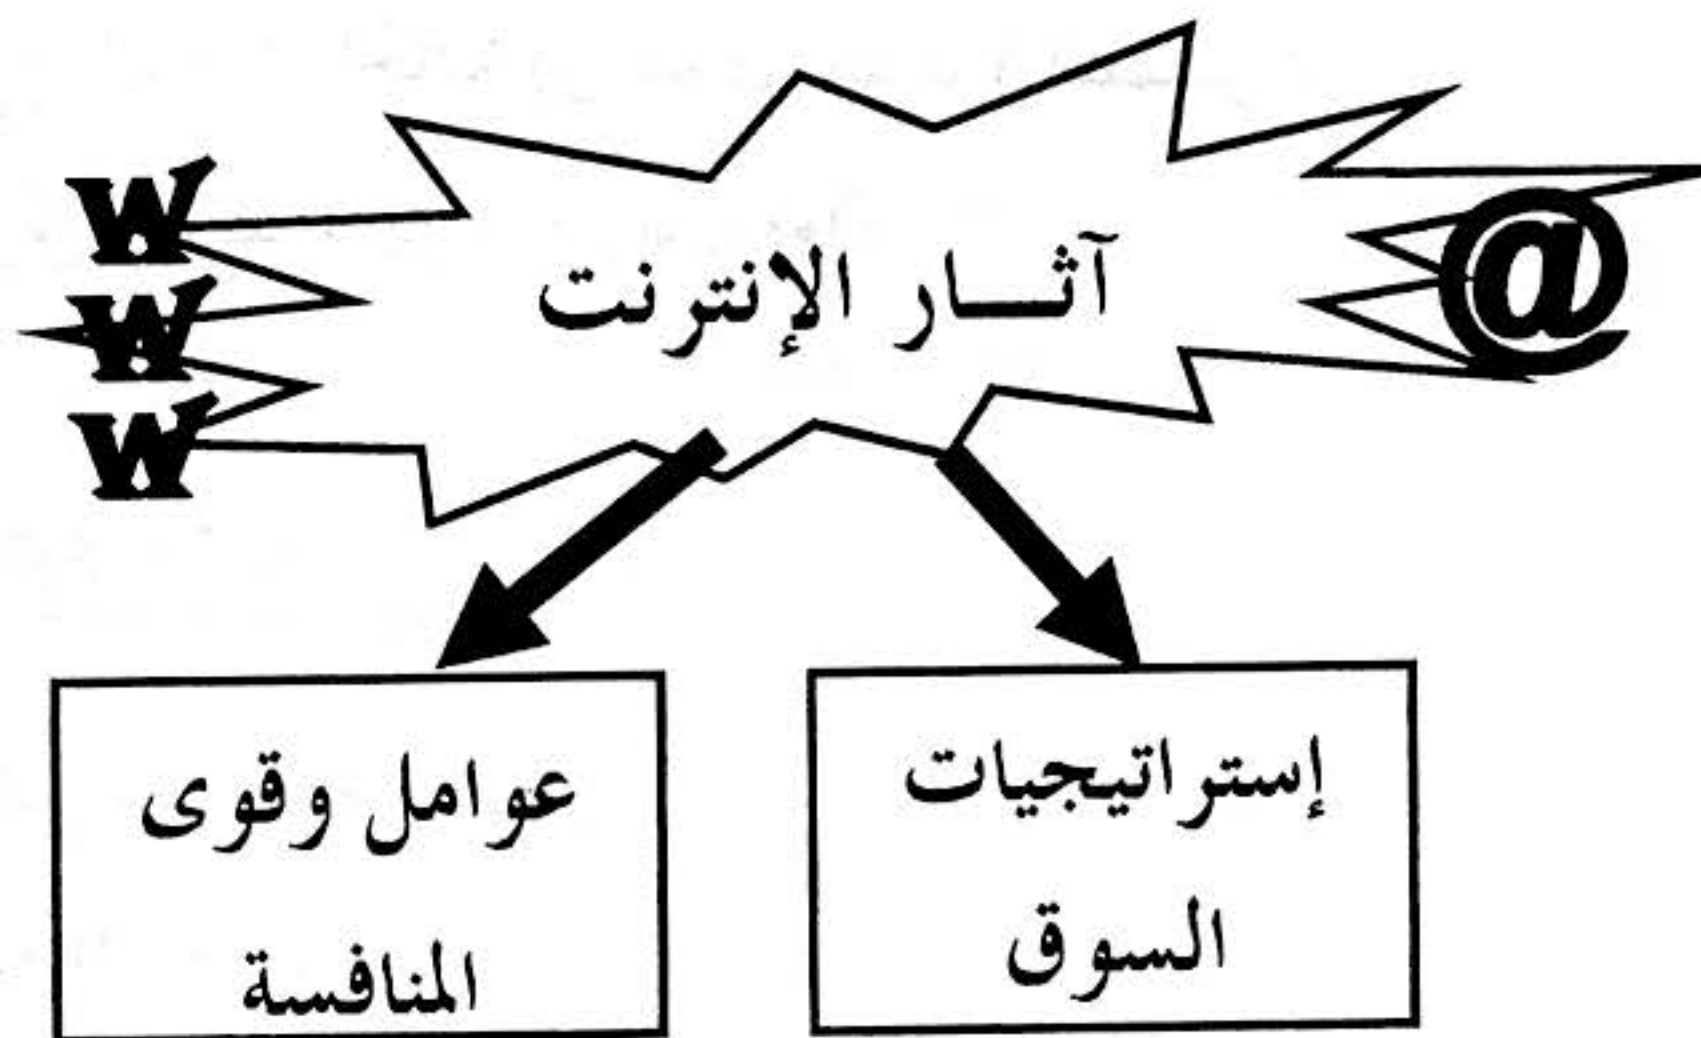 آثـــار الإنترنت
W
W
W
@
إستراتيجيات
السوق
عوامل وقوى
المنافسة